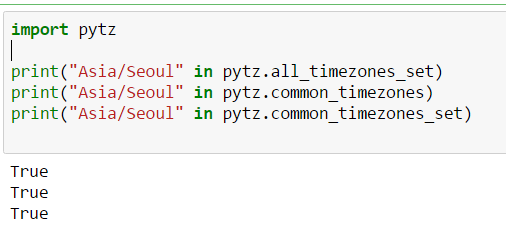 import pytz
print("Asia/Seoul" in pytz.all_timezones_set)
print("Asia/Seoul" in pytz.common_timezones)
print("Asia/Seoul" in pytz.common_timezones_set)
True
True
True